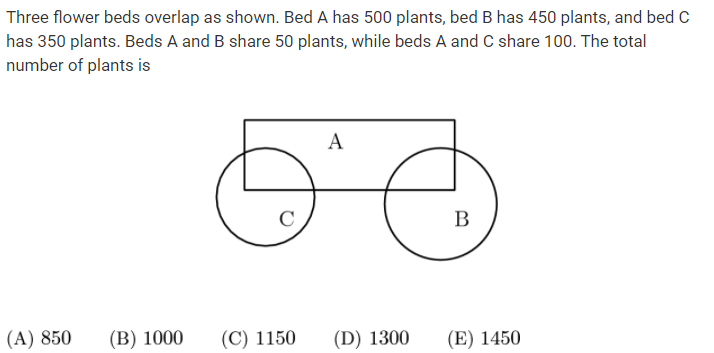 Three flower beds overlap as shown. Bed A has 500 plants, bed B has 450 plants, and bed C
has 350 plants. Beds A and B share 50 plants, while beds A and C share 100. The total
number of plants is
A
C
B
(A) 850 (B) 1000 (C) 1150 (D) 1300 (E) 1450